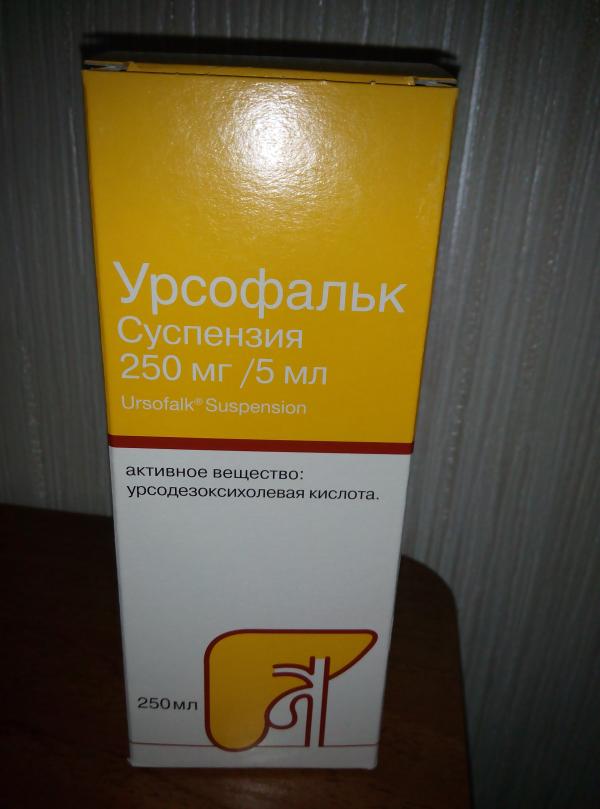 Урсофальк
Суспензия
250 мг /5 мл
Ursofalk® Suspension
активное вещество:
урсодезоксихолевая кислота.
250 мл